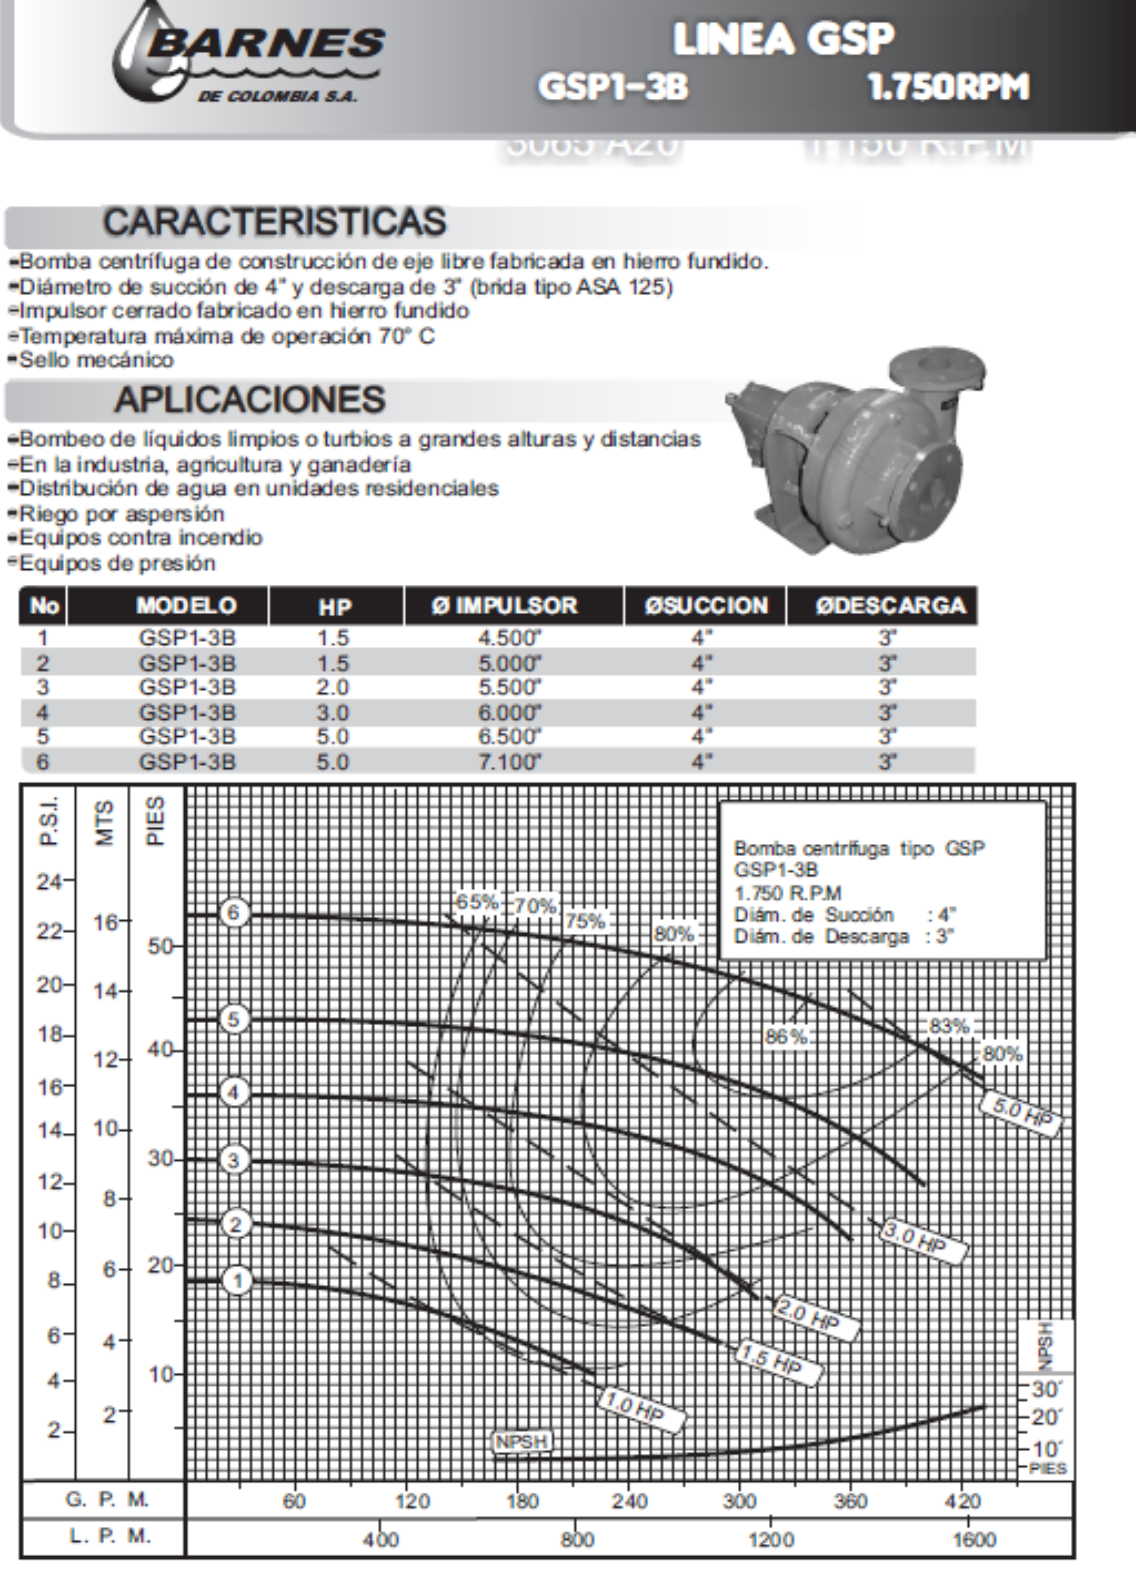 BARNES
DE COLOMBIA S.A.
LINEA GSP
GSP1-3B 1.750RPM
3065 A20 1.150 R.P.M
CARACTERISTICAS
-Bomba centrífuga de construcción de eje libre fabricada en hierro fundido.
-Diámetro de succión de 4" y descarga de 3" (brida tipo ASA 125)
-Impulsor cerrado fabricado en hierro fundido
-Temperatura máxima de operación 70° C
-Sello mecánico
APLICACIONES
-Bombeo de líquidos limpios o turbios a grandes alturas y distancias
-En la industria, agricultura y ganadería
-Distribución de agua en unidades residenciales
-Riego por aspersión
-Equipos contra incendio
-Equipos de presión
No MODELO HP Ø IMPULSOR ØSUCCION ØDESCARGA
1 GSP1-3B 1.5 4.500" 4" 3"
2 GSP1-3B 1.5 5.000" 4" 3"
3 GSP1-3B 2.0 5.500" 4" 3"
4 GSP1-3B 3.0 6.000" 4" 3"
5 GSP1-3B 5.0 6.500" 4" 3"
6 GSP1-3B 5.0 7.100" 4" 3"
P.S.I. MTS PIES
Bomba centrífuga tipo GSP
GSP1-3B
1.750 R.P.M
Diám. de Succión : 4"
Diám. de Descarga : 3"
24
22
20
18
16
14
12
10
8
6
4
2
16
14
12
10
8
6
4
2
50
40
30
20
10
6
5
4
3
2
1
65% 70% 75% 80%
86% 83% 80%
5.0 HP
3.0 HP
2.0 HP
1.5 HP
1.0 HP
NPSH
NPSH
30´
20´
10´
PIES
G. P. M. 60 120 180 240 300 360 420
L. P. M. 400 800 1200 1600